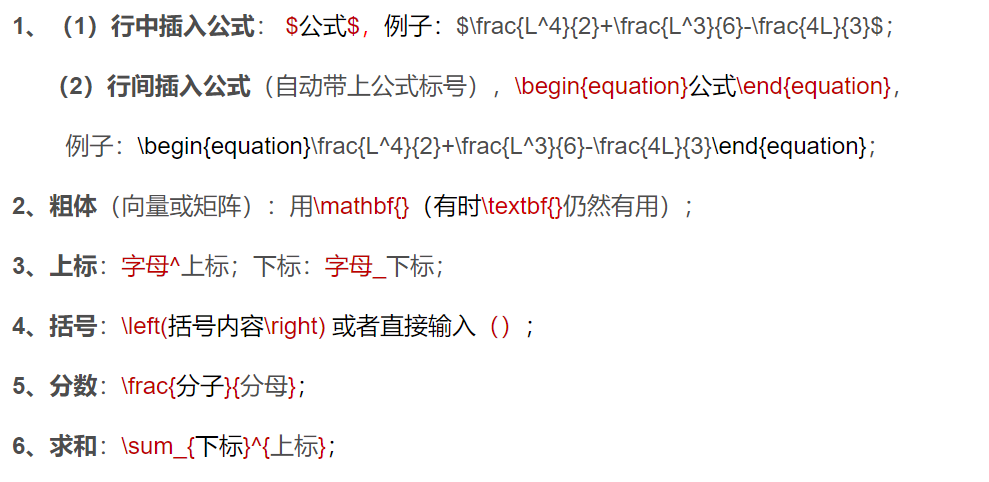 1、（1）行中插入公式： $公式$，例子：$\frac{L^4}{2}+\frac{L^3}{6}-\frac{4L}{3}$；
（2）行间插入公式（自动带上公式标号），\begin{equation}公式\end{equation}，
例子：\begin{equation}\frac{L^4}{2}+\frac{L^3}{6}-\frac{4L}{3}\end{equation}；
2、粗体（向量或矩阵）：用\mathbf{}（有时\textbf{}仍然有用）；
3、上标：字母^上标；下标：字母_下标；
4、括号：\left(括号内容\right) 或者直接输入（）；
5、分数：\frac{分子}{分母}；
6、求和：\sum_{下标}^{上标}；